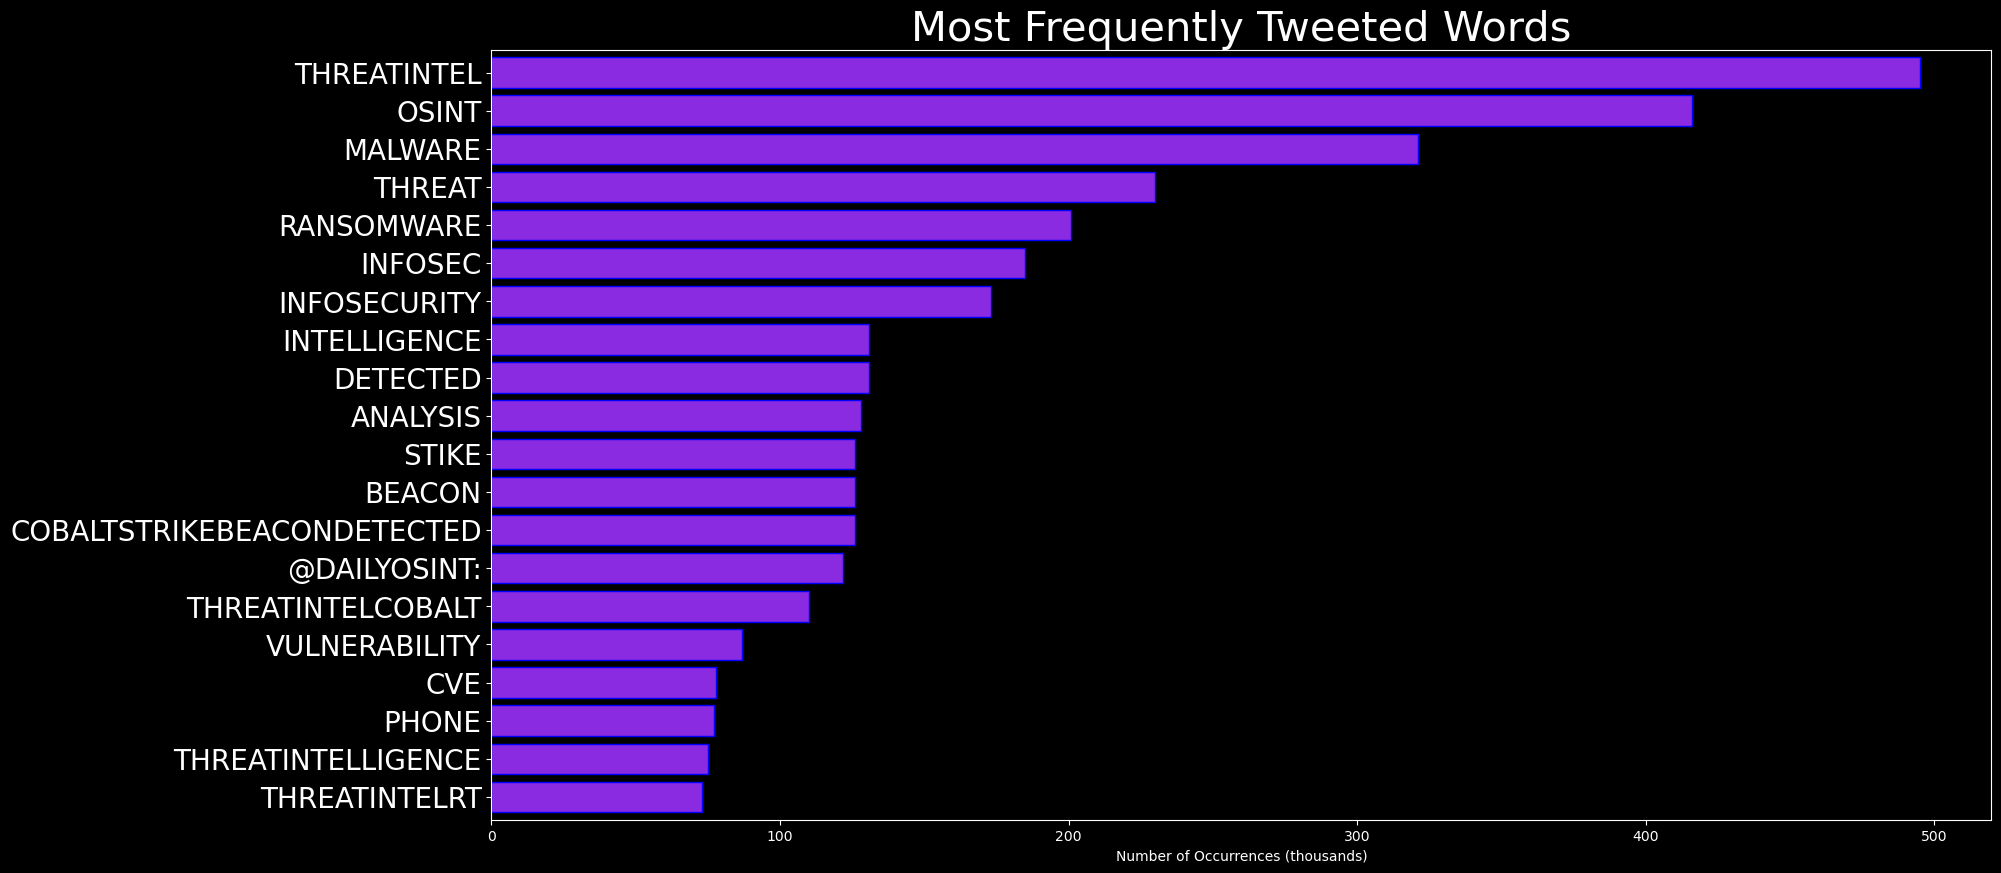 Most Frequently Tweeted Words
THREATINTEL
OSINT
MALWARE
THREAT
RANSOMWARE
INFOSEC
INFOSECURITY
INTELLIGENCE
DETECTED
ANALYSIS
STIKE
BEACON
COBALTSTRIKEBEACONDETECTED
@DAILYOSINT:
THREATINTELCOBALT
VULNERABILITY
CVE
PHONE
THREATINTELLIGENCE
THREATINTELRT
0 100 200 300 400 500
Number of Occurrences (thousands)